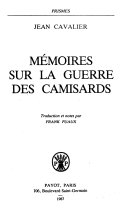 PRISMES
JEAN CAVALIER
MÉMOIRES
SUR LA GUERRE
DES CAMISARDS
Traduction et notes par
FRANK PUAUX
PAYOT, PARIS
106, Boulevard Saint-Germain